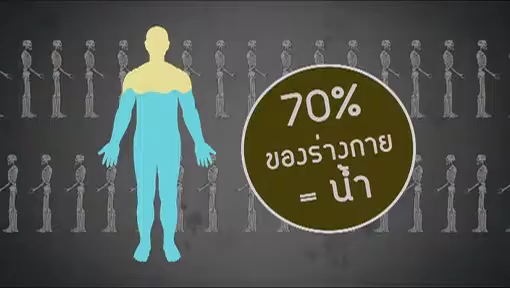 70%
ของร่างกาย
= น้ำ